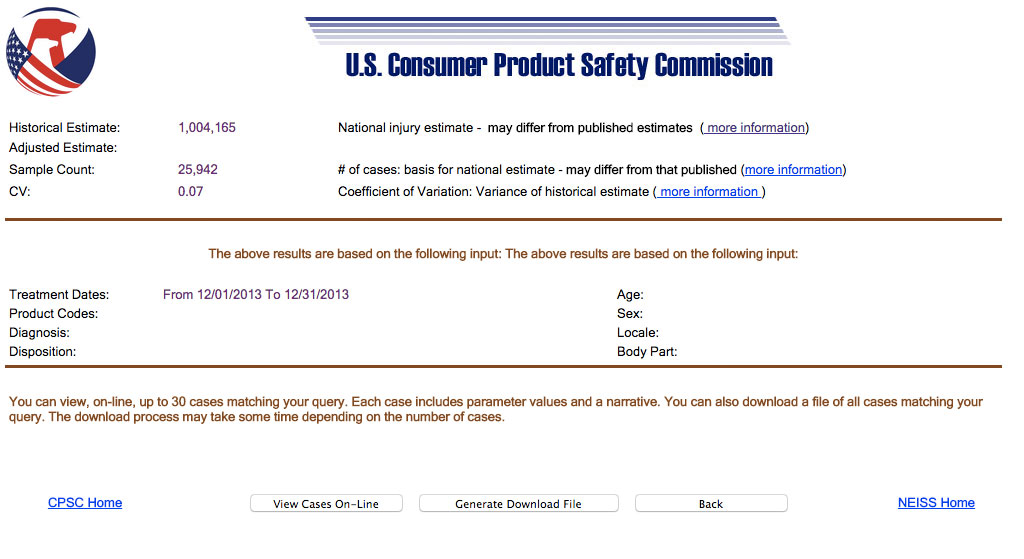 U.S. Consumer Product Safety Commission
Historical Estimate: 1,004,165 National injury estimate - may differ from published estimates ( more information)
Adjusted Estimate:
Sample Count: 25,942 # of cases: basis for national estimate - may differ from that published (more information)
CV: 0.07 Coefficient of Variation: Variance of historical estimate ( more information )
The above results are based on the following input: The above results are based on the following input:
Treatment Dates: From 12/01/2013 To 12/31/2013 Age:
Product Codes: Sex:
Diagnosis: Locale:
Disposition: Body Part:
You can view, on-line, up to 30 cases matching your query. Each case includes parameter values and a narrative. You can also download a file of all cases matching your
query. The download process may take some time depending on the number of cases.
CPSC Home View Cases On-Line Generate Download File Back NEISS Home